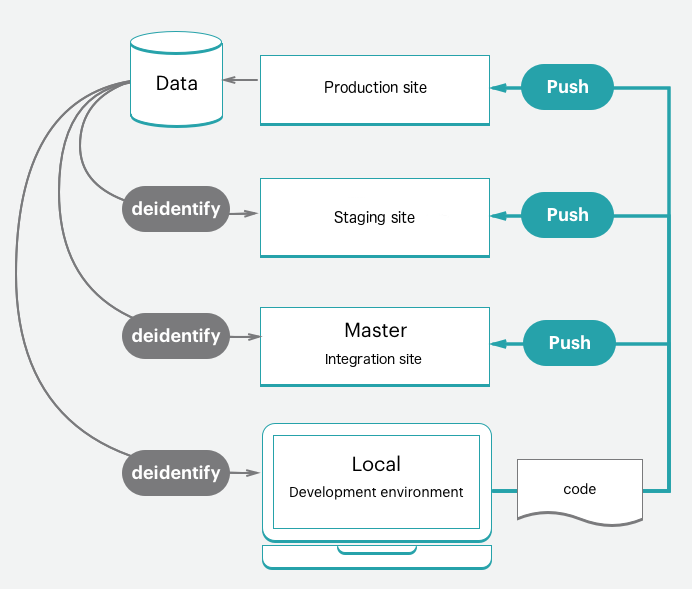 Data
Production site
Push
deidentify
Staging site
Push
deidentify
Master
Integration site
Push
deidentify
Local
Development environment
code